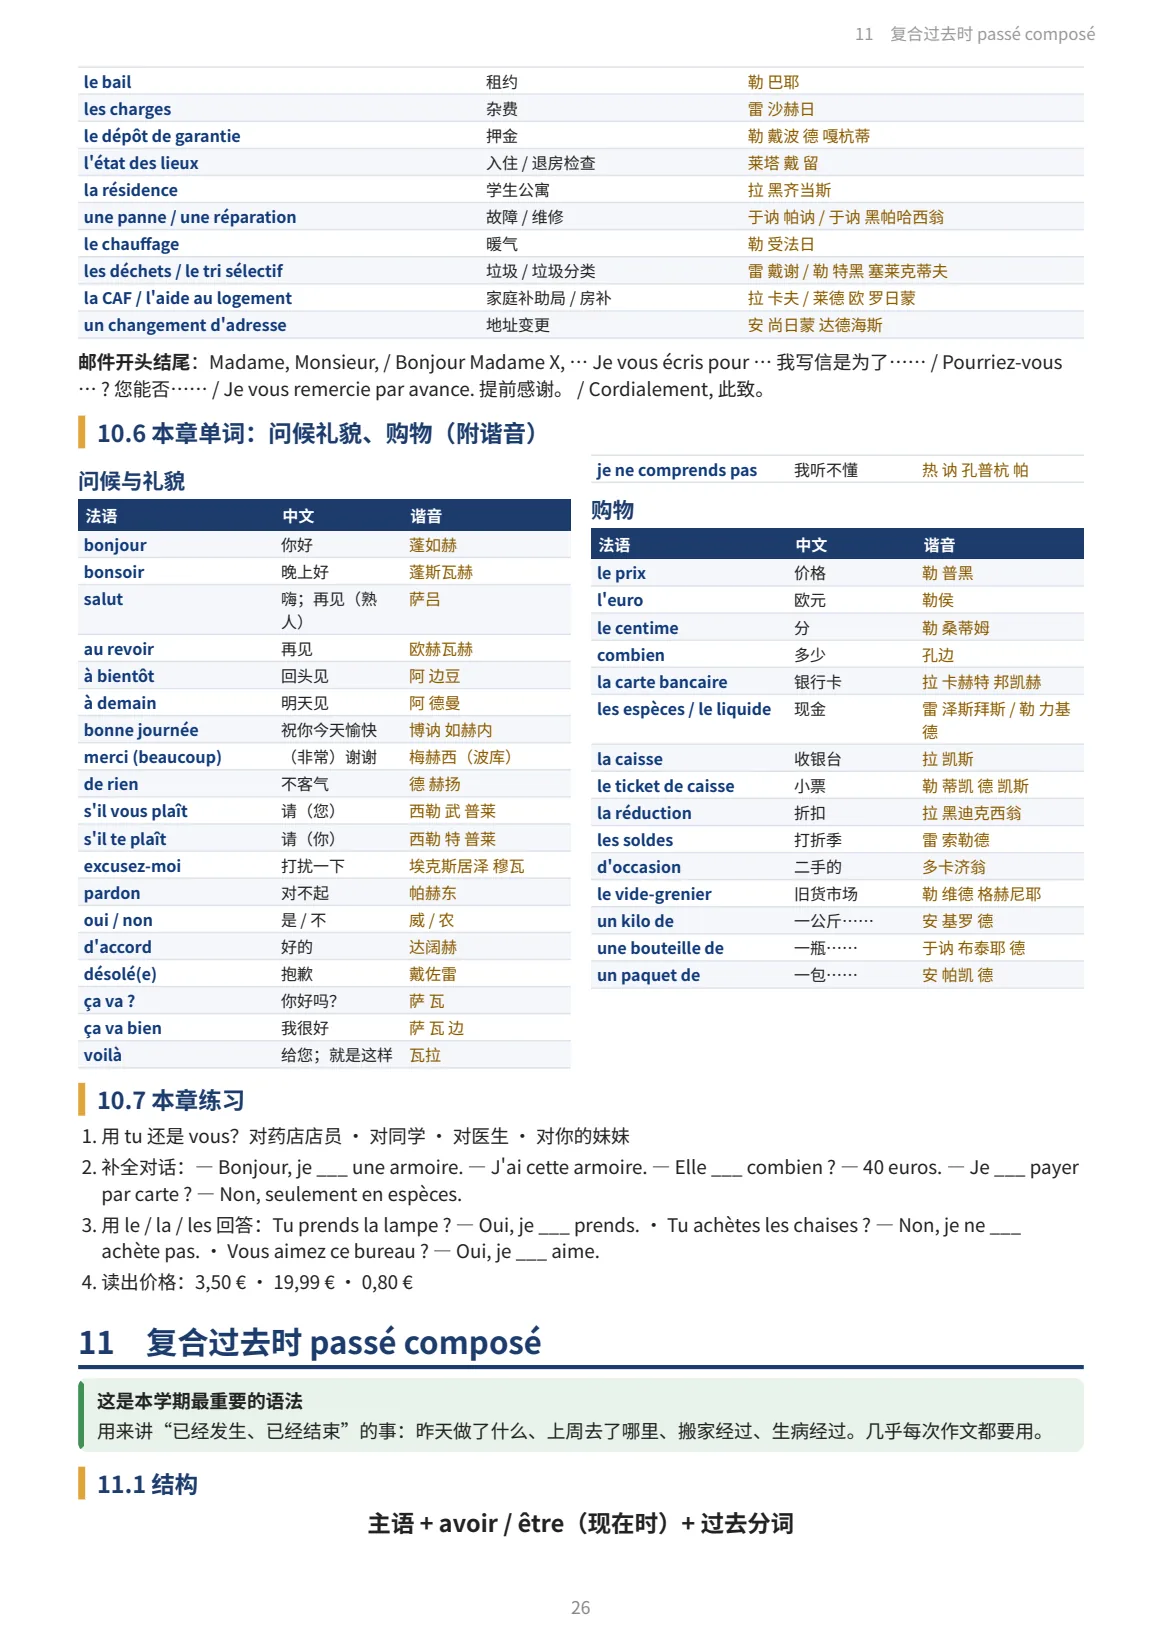 11 复合过去时 passé composé
le bail 租约 勒 巴耶
les charges 杂费 雷 沙赫日
le dépôt de garantie 押金 勒 戴波 德 嘎杭蒂
l'état des lieux 入住 / 退房检查 莱塔 戴 留
la résidence 学生公寓 拉 黑齐当斯
une panne / une réparation 故障 / 维修 于讷 帕讷 / 于讷 黑帕哈西翁
le chauffage 暖气 勒 受法日
les déchets / le tri sélectif 垃圾 / 垃圾分类 雷 戴谢 / 勒 特黑 塞莱克蒂夫
la CAF / l'aide au logement 家庭补助局 / 房补 拉 卡夫 / 莱德 欧 罗日蒙
un changement d'adresse 地址变更 安 尚日蒙 达德海斯
邮件开头结尾：Madame, Monsieur, / Bonjour Madame X, … Je vous écris pour … 我写信是为了…… / Pourriez-vous
… ? 您能否…… / Je vous remercie par avance. 提前感谢。 / Cordialement, 此致。
10.6 本章单词：问候礼貌、购物（附谐音）
问候与礼貌
法语 中文 谐音
bonjour 你好 蓬如赫
bonsoir 晚上好 蓬斯瓦赫
salut 嗨；再见（熟 萨吕
人）
au revoir 再见 欧赫瓦赫
à bientôt 回头见 阿 边豆
à demain 明天见 阿 德曼
bonne journée 祝你今天愉快 博讷 如赫内
merci (beaucoup) （非常）谢谢 梅赫西（波库）
de rien 不客气 德 赫扬
s'il vous plaît 请（您） 西勒 武 普莱
s'il te plaît 请（你） 西勒 特 普莱
excusez-moi 打扰一下 埃克斯居泽 穆瓦
pardon 对不起 帕赫东
oui / non 是 / 不 威 / 农
d'accord 好的 达阔赫
désolé(e) 抱歉 戴佐雷
ça va ? 你好吗？ 萨 瓦
ça va bien 我很好 萨 瓦 边
voilà 给您；就是这样 瓦拉
je ne comprends pas 我听不懂 热 讷 孔普杭 帕
购物
法语 中文 谐音
le prix 价格 勒 普黑
l'euro 欧元 勒侯
le centime 分 勒 桑蒂姆
combien 多少 孔边
la carte bancaire 银行卡 拉 卡赫特 邦凯赫
les espèces / le liquide 现金 雷 泽斯拜斯 / 勒 力基
德
la caisse 收银台 拉 凯斯
le ticket de caisse 小票 勒 蒂凯 德 凯斯
la réduction 折扣 拉 黑迪克西翁
les soldes 打折季 雷 索勒德
d'occasion 二手的 多卡济翁
le vide-grenier 旧货市场 勒 维德 格赫尼耶
un kilo de 一公斤…… 安 基罗 德
une bouteille de 一瓶…… 于讷 布泰耶 德
un paquet de 一包…… 安 帕凯 德
10.7 本章练习
1. 用 tu 还是 vous？对药店店员 · 对同学 · 对医生 · 对你的妹妹
2. 补全对话：— Bonjour, je ___ une armoire. — J'ai cette armoire. — Elle ___ combien ? — 40 euros. — Je ___ payer
par carte ? — Non, seulement en espèces.
3. 用 le / la / les 回答：Tu prends la lampe ? — Oui, je ___ prends. · Tu achètes les chaises ? — Non, je ne ___
achète pas. · Vous aimez ce bureau ? — Oui, je ___ aime.
4. 读出价格：3,50 € · 19,99 € · 0,80 €
11 复合过去时 passé composé
这是本学期最重要的语法
用来讲“已经发生、已经结束”的事：昨天做了什么、上周去了哪里、搬家经过、生病经过。几乎每次作文都要用。
11.1 结构
主语 + avoir / être（现在时）+ 过去分词
26